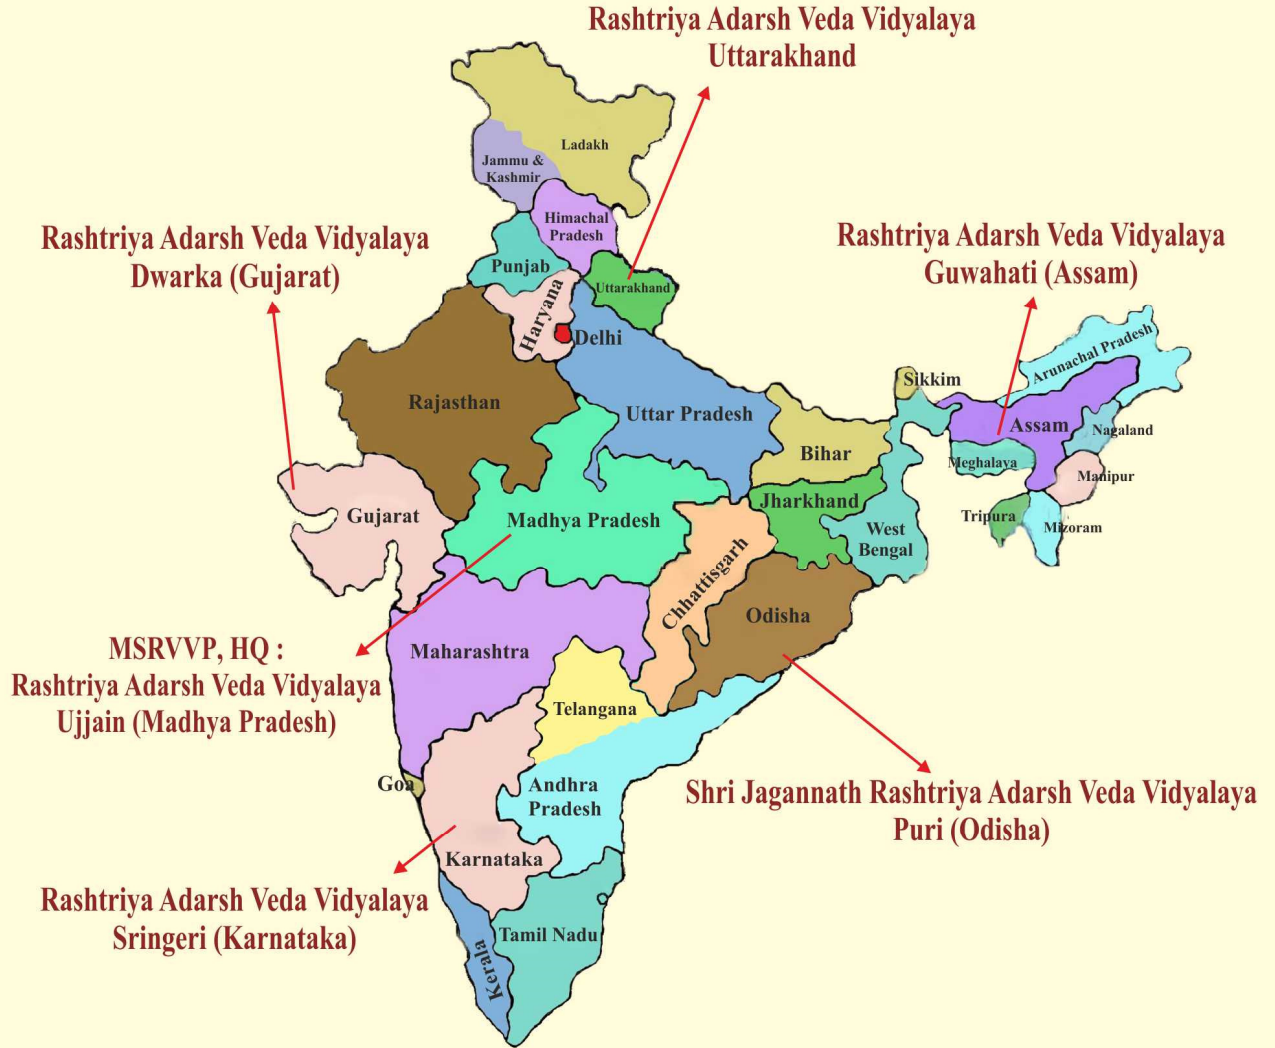 Rashtriya Adarsh Veda Vidyalaya
Uttarakhand
Ladakh
Jammu &
Kashmir
Himachal
Pradesh
Rashtriya Adarsh Veda Vidyalaya
Dwarka (Gujarat)
Rashtriya Adarsh Veda Vidyalaya
Guwahati (Assam)
Punjab
Uttarakhand
Haryana
Delhi
Arunachal Pradesh
Sikkim
Rajasthan
Uttar Pradesh
Assam
Nagaland
Bihar
Meghalaya
Manipur
Jharkhand
Gujarat
Madhya Pradesh
Tripura
Mizoram
West
Bengal
Chhattisgarh
Odisha
MSRVVP, HQ :
Rashtriya Adarsh Veda Vidyalaya
Ujjain (Madhya Pradesh)
Maharashtra
Telangana
Goa
Andhra
Pradesh
Shri Jagannath Rashtriya Adarsh Veda Vidyalaya
Puri (Odisha)
Karnataka
Rashtriya Adarsh Veda Vidyalaya
Sringeri (Karnataka)
Tamil Nadu
Kerala